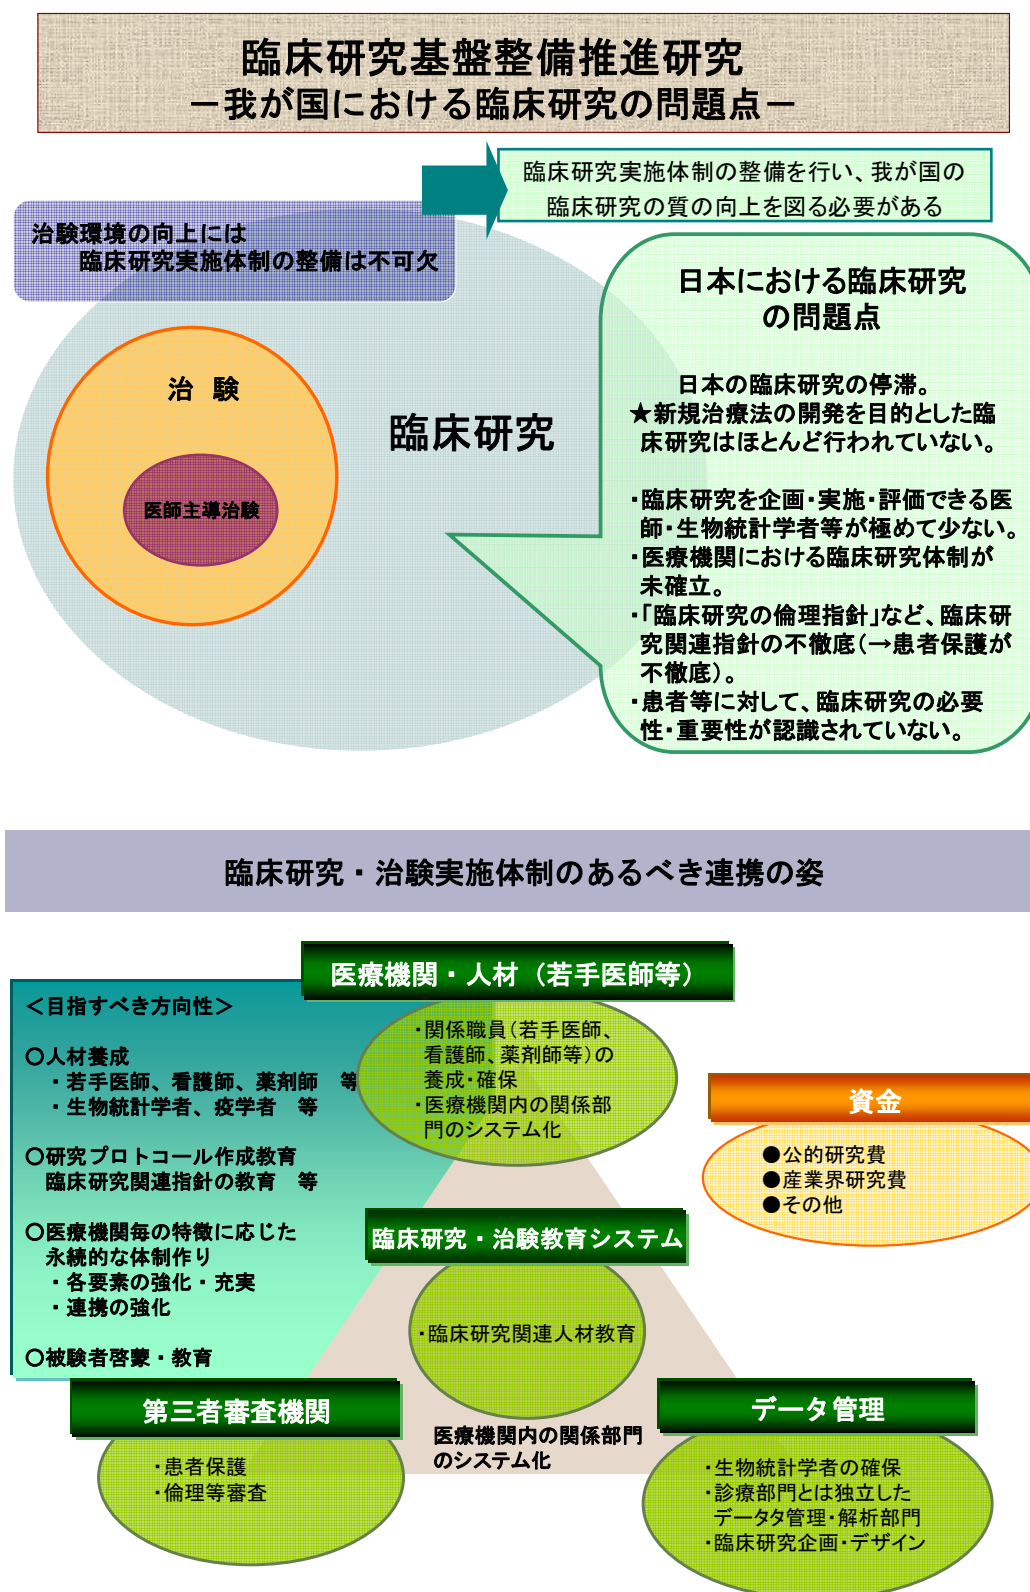 臨床研究基盤整備推進研究
－我が国における臨床研究の問題点－
臨床研究実施体制の整備を行い、我が国の
臨床研究の質の向上を図る必要がある
治験環境の向上には
臨床研究実施体制の整備は不可欠
治　験
医師主導治験
臨床研究
日本における臨床研究
の問題点
日本の臨床研究の停滞。
★新規治療法の開発を目的とした臨
床研究はほとんど行われていない。
・臨床研究を企画・実施・評価できる医
師・生物統計学者等が極めて少ない。
・医療機関における臨床研究体制が
未確立。
・「臨床研究の倫理指針」など、臨床研
究関連指針の不徹底（→患者保護が
不徹底）。
・患者等に対して、臨床研究の必要
性・重要性が認識されていない。
臨床研究・治験実施体制のあるべき連携の姿
医療機関・人材（若手医師等）
・関係職員（若手医師、
看護師、薬剤師等）の
養成・確保
・医療機関内の関係部
門のシステム化
＜目指すべき方向性＞
○人材養成
・若手医師、看護師、薬剤師　等
・生物統計学者、疫学者　等
○研究プロトコール作成教育
臨床研究関連指針の教育　等
○医療機関毎の特徴に応じた
永続的な体制作り
・各要素の強化・充実
・連携の強化
○被験者啓蒙・教育
資金
●公的研究費
●産業界研究費
●その他
臨床研究・治験教育システム
・臨床研究関連人材教育
医療機関内の関係部門
のシステム化
第三者審査機関
・患者保護
・倫理等審査
データ管理
・生物統計学者の確保
・診療部門とは独立した
データタ管理・解析部門
・臨床研究企画・デザイン